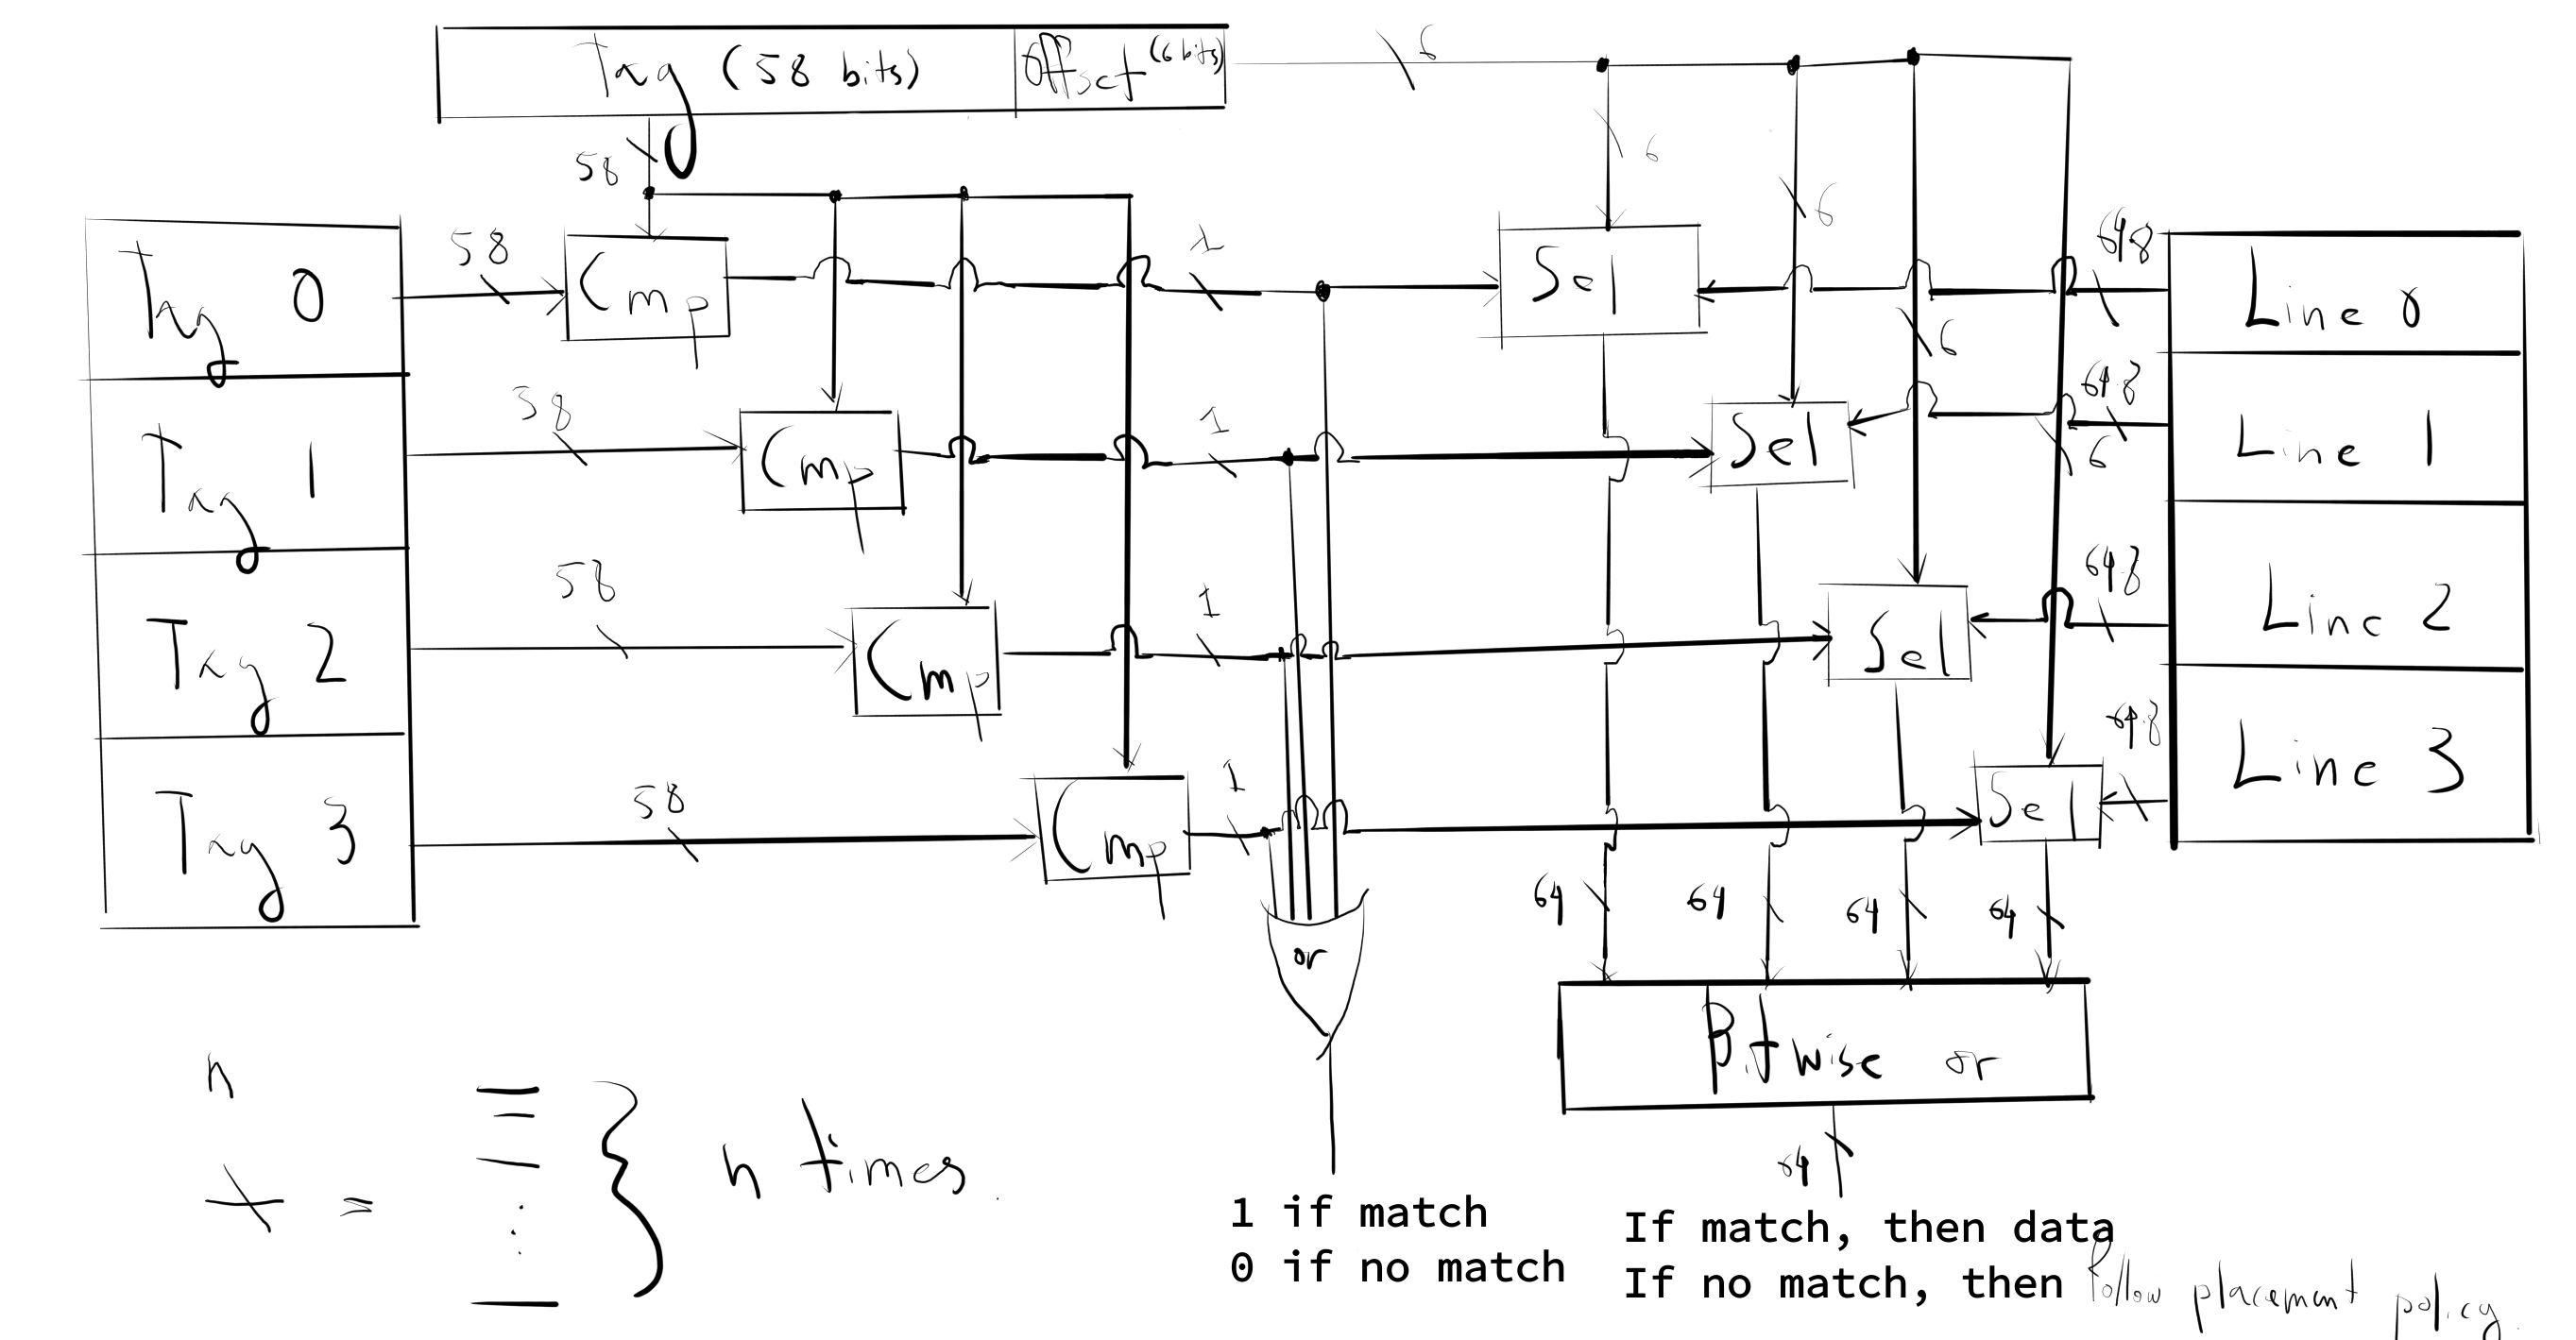 Tag (58 bits) Offset (6 bits)
6
58
6
6
6
6
Tag 0
58
Cmp
1
Sel
64·8
Line 0
Tag 1
58
Cmp
1
Sel
64·8
Line 1
Tag 2
58
Cmp
1
Sel
64·8
Line 2
Tag 3
58
Cmp
1
Sel
64·8
Line 3
64 64 64 64
or
Bitwise or
64
n
= } n times.
1 if match
0 if no match
If match, then data
If no match, then follow placement policy.